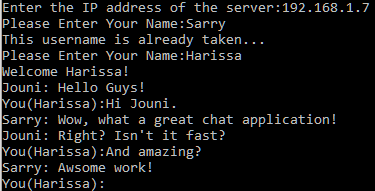 Enter the IP address of the server:192.168.1.7
Please Enter Your Name:Sarry
This username is already taken...
Please Enter Your Name:Harissa
Welcome Harissa!
Jouni: Hello Guys!
You(Harissa):Hi Jouni.
Sarry: Wow, what a great chat application!
Jouni: Right? Isn't it fast?
You(Harissa):And amazing?
Sarry: Awsome work!
You(Harissa):